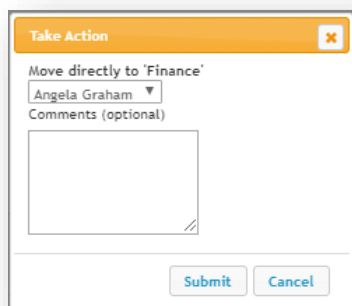 Take Action
Move directly to 'Finance'
Angela Graham
Comments (optional)
Submit Cancel